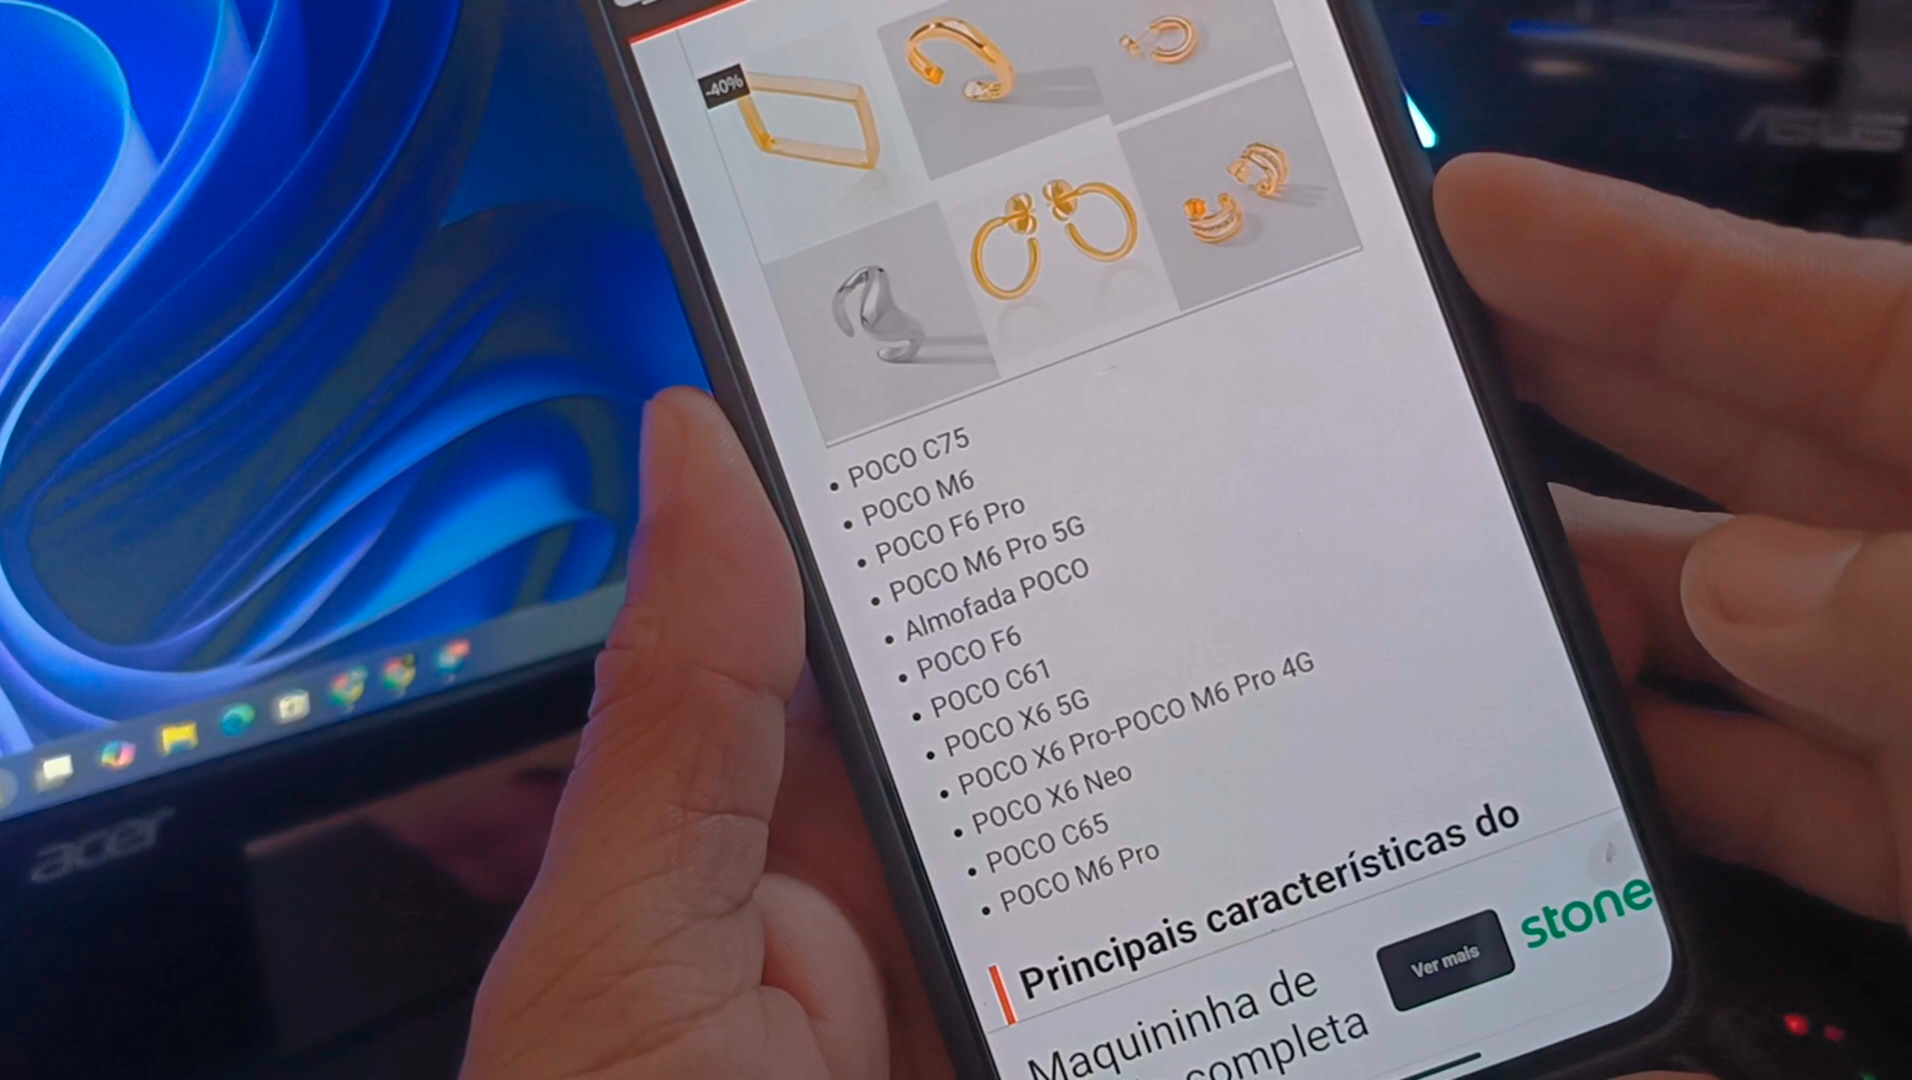 -40%
ASUS
POCO C75
POCO M6
POCO F6 Pro
POCO M6 Pro 5G
Almofada POCO
POCO F6
POCO C61
POCO X6 5G
POCO X6 Pro-POCO M6 Pro 4G
POCO X6 Neo
POCO C65
POCO M6 Pro
Principais características do
Maquininha de
completa
Ver mais
stone
acer